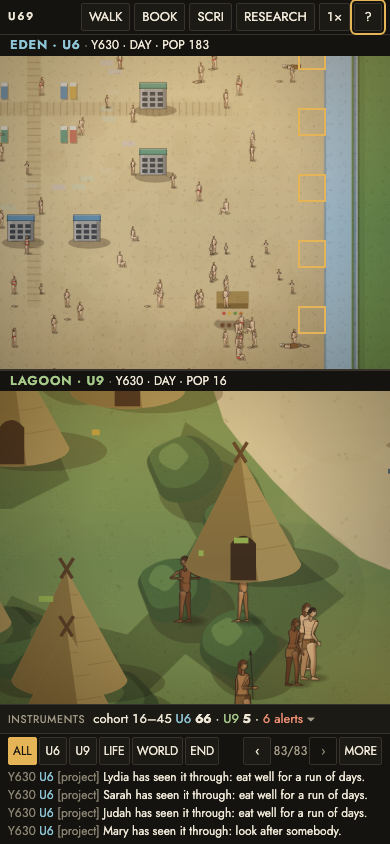 U69 WALK BOOK SCRI RESEARCH 1× ?
EDEN · U6 · Y630 · DAY · POP 183
LAGOON · U9 · Y630 · DAY · POP 16
INSTRUMENTS cohort 16–45 U6 66 · U9 5 · 6 alerts
ALL U6 U9 LIFE WORLD END ‹ 83/83 › MORE
Y630 U6 [project] Lydia has seen it through: eat well for a run of days.
Y630 U6 [project] Sarah has seen it through: eat well for a run of days.
Y630 U6 [project] Judah has seen it through: eat well for a run of days.
Y630 U6 [project] Mary has seen it through: look after somebody.